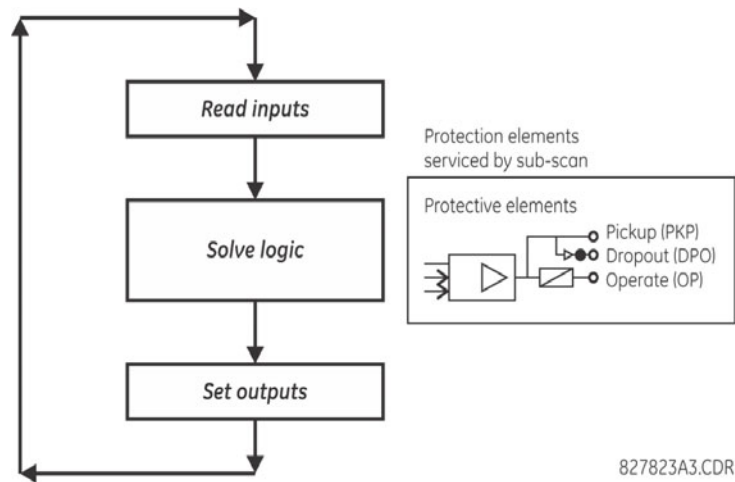 Read inputs
Solve logic
Set outputs
Protection elements
serviced by sub-scan
Protective elements
Pickup (PKP)
Dropout (DPO)
Operate (OP)
827823A3.CDR